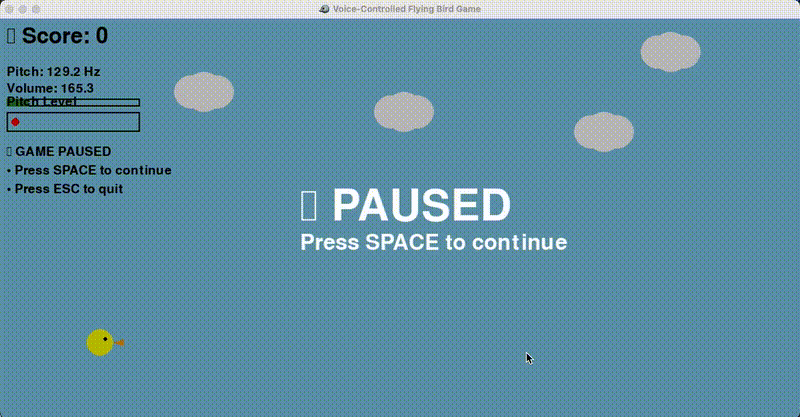 Voice-Controlled Flying Bird Game
Score: 0
Pitch: 129.2 Hz
Volume: 165.3
Pitch Level
GAME PAUSED
• Press SPACE to continue
• Press ESC to quit
PAUSED
Press SPACE to continue